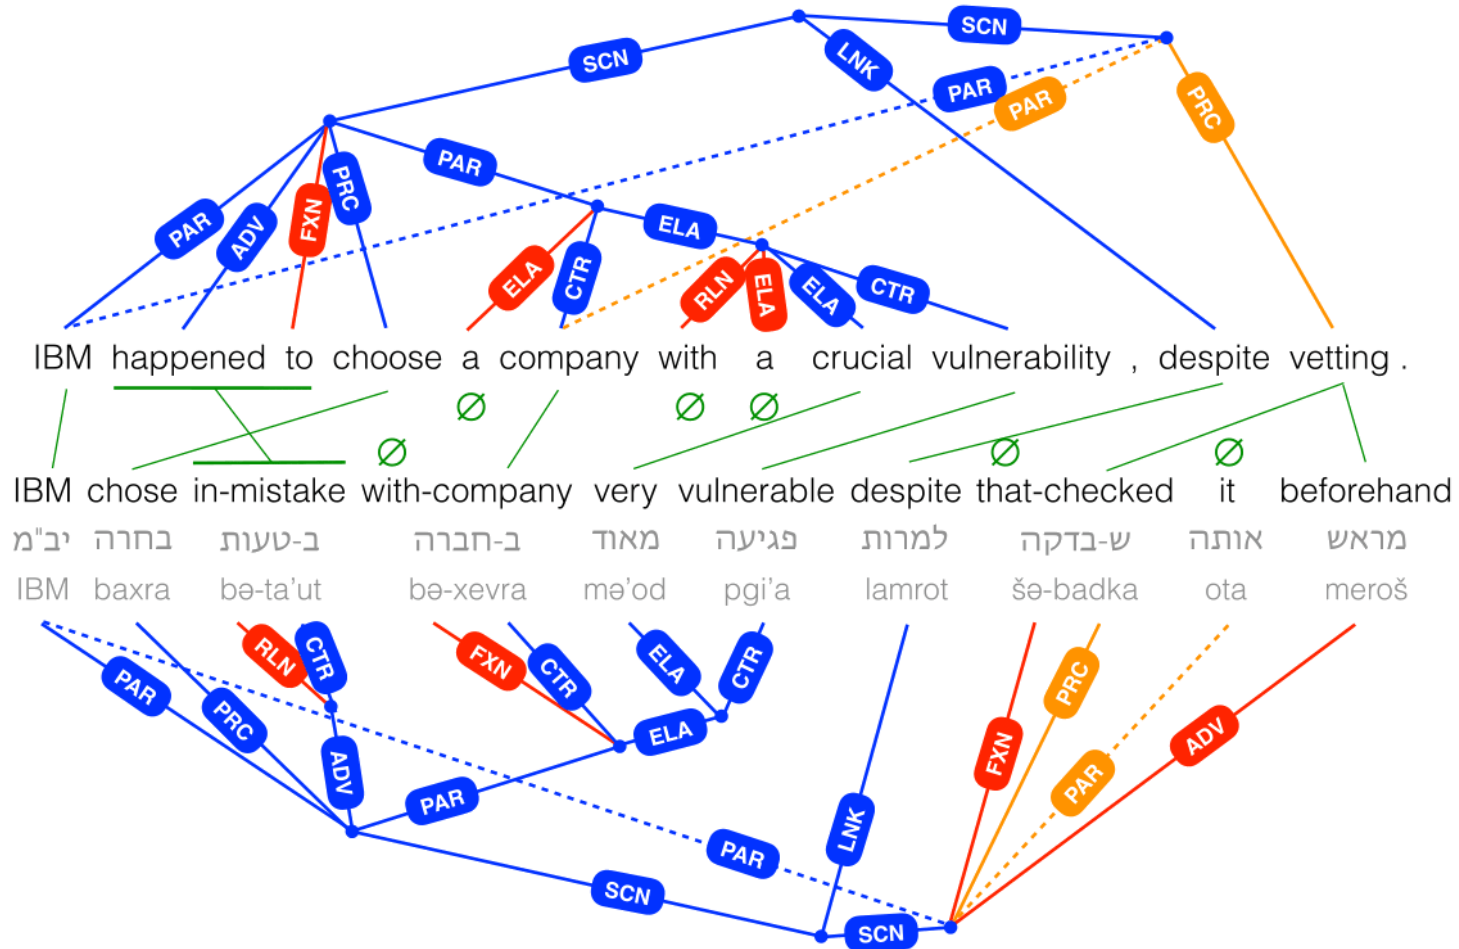 SCN
SCN
LNK
PAR
PAR
PRC
PAR
PRC
PAR
ADV
FXN
ELA
ELA
CTR
RLN
ELA
ELA
CTR
IBM happened to choose a company with a crucial vulnerability , despite vetting .
∅ ∅ ∅
∅ ∅ ∅
IBM chose in-mistake with-company very vulnerable despite that-checked it beforehand
יב"מ בחרה ב-טעות ב-חברה מאוד פגיעה למרות ש-בדקה אותה מראש
IBM baxra bə-ta'ut bə-xevra mə'od pgi'a lamrot šə-badka ota meroš
RLN CTR FXN CTR ELA CTR
PAR PRC PRC
ELA ADV
ADV FXN PAR
PAR LNK
PAR
SCN
SCN